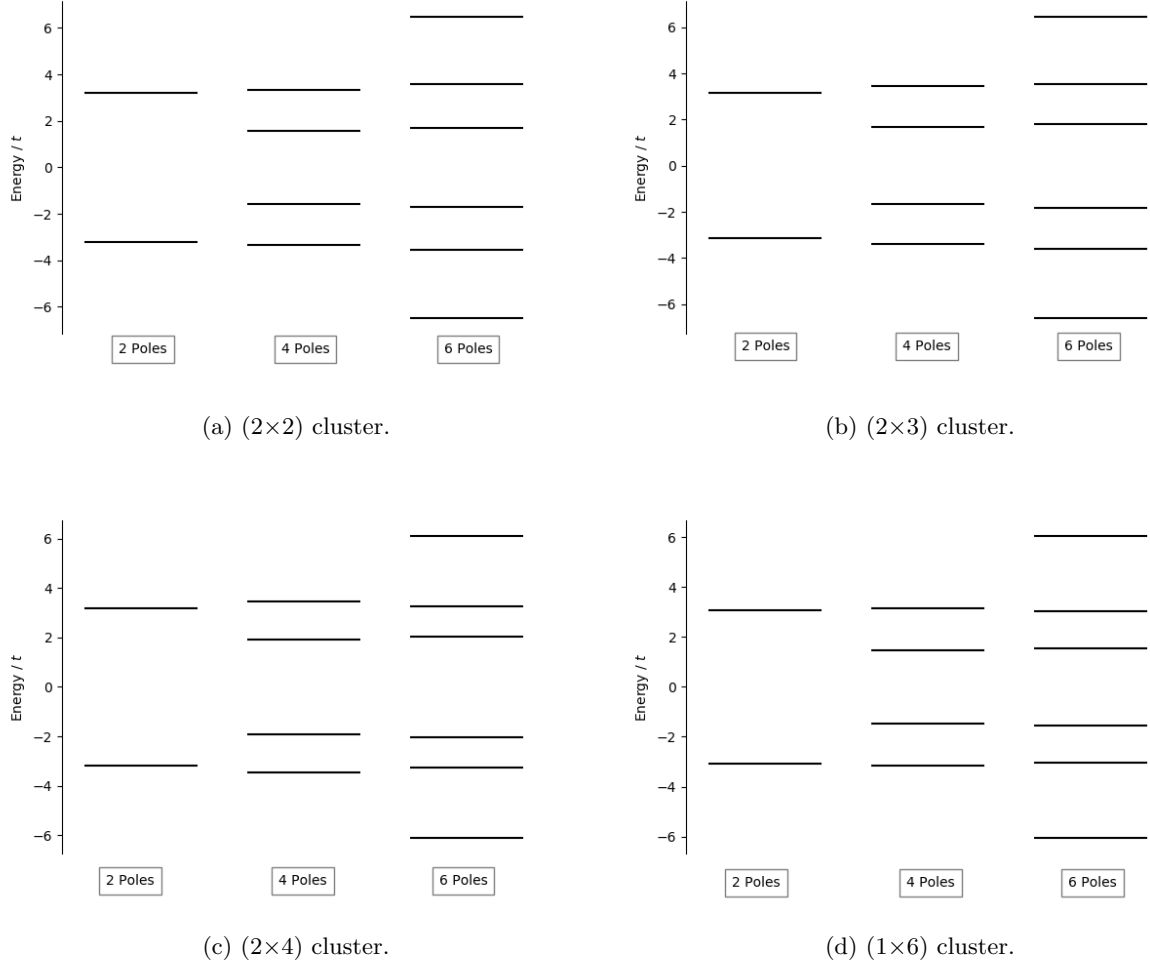 6
4
2
0
−2
−4
−6
Energy / t
2 Poles
4 Poles
6 Poles
(a) (2×2) cluster.
6
4
2
0
−2
−4
−6
Energy / t
2 Poles
4 Poles
6 Poles
(b) (2×3) cluster.
6
4
2
0
−2
−4
−6
Energy / t
2 Poles
4 Poles
6 Poles
(c) (2×4) cluster.
6
4
2
0
−2
−4
−6
Energy / t
2 Poles
4 Poles
6 Poles
(d) (1×6) cluster.